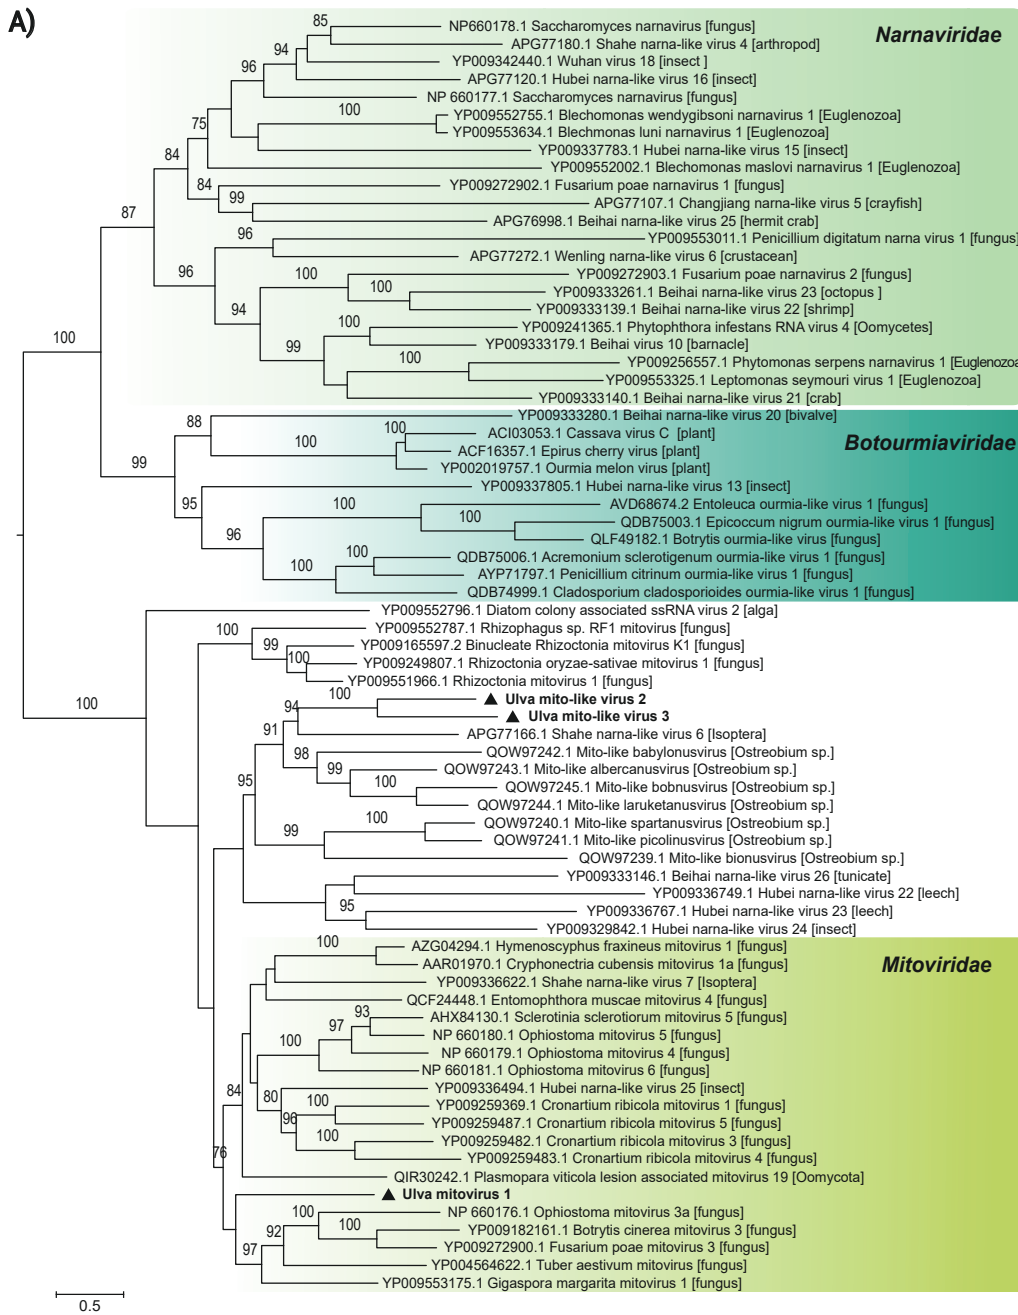 A)
Narnaviridae
85
NP660178.1 Saccharomyces narnavirus [fungus]
94
APG77180.1 Shahe narna-like virus 4 [arthropod]
96
YP009342440.1 Wuhan virus 18 [insect ]
APG77120.1 Hubei narna-like virus 16 [insect]
NP 660177.1 Saccharomyces narnavirus [fungus]
100
YP009552755.1 Blechomonas wendygibsoni narnavirus 1 [Euglenozoa]
75
YP009553634.1 Blechmonas luni narnavirus 1 [Euglenozoa]
YP009337783.1 Hubei narna-like virus 15 [insect]
84
YP009552002.1 Blechomonas maslovi narnavirus 1 [Euglenozoa]
84
YP009272902.1 Fusarium poae narnavirus 1 [fungus]
99
APG77107.1 Changjiang narna-like virus 5 [crayfish]
87
APG76998.1 Beihai narna-like virus 25 [hermit crab]
96
YP009553011.1 Penicillium digitatum narna virus 1 [fungus]
APG77272.1 Wenling narna-like virus 6 [crustacean]
96
100
YP009272903.1 Fusarium poae narnavirus 2 [fungus]
100
YP009333261.1 Beihai narna-like virus 23 [octopus ]
YP009333139.1 Beihai narna-like virus 22 [shrimp]
94
100
YP009241365.1 Phytophthora infestans RNA virus 4 [Oomycetes]
99
YP009333179.1 Beihai virus 10 [barnacle]
100
100
YP009256557.1 Phytomonas serpens narnavirus 1 [Euglenozoa
YP009553325.1 Leptomonas seymouri virus 1 [Euglenozoa]
YP009333140.1 Beihai narna-like virus 21 [crab]
88
YP009333280.1 Beihai narna-like virus 20 [bivalve]
Botourmiaviridae
100
ACI03053.1 Cassava virus C [plant]
100
ACF16357.1 Epirus cherry virus [plant]
99
YP002019757.1 Ourmia melon virus [plant]
YP009337805.1 Hubei narna-like virus 13 [insect]
95
100
AVD68674.2 Entoleuca ourmia-like virus 1 [fungus]
100
QDB75003.1 Epicoccum nigrum ourmia-like virus 1 [fungus]
96
QLF49182.1 Botrytis ourmia-like virus [fungus]
100
QDB75006.1 Acremonium sclerotigenum ourmia-like virus 1 [fungus]
100
AYP71797.1 Penicillium citrinum ourmia-like virus 1 [fungus]
QDB74999.1 Cladosporium cladosporioides ourmia-like virus 1 [fungus]
YP009552796.1 Diatom colony associated ssRNA virus 2 [alga]
100
YP009552787.1 Rhizophagus sp. RF1 mitovirus [fungus]
99
YP009165597.2 Binucleate Rhizoctonia mitovirus K1 [fungus]
100
YP009249807.1 Rhizoctonia oryzae-sativae mitovirus 1 [fungus]
YP009551966.1 Rhizoctonia mitovirus 1 [fungus]
100
100
Ulva mito-like virus 2
94
Ulva mito-like virus 3
91
APG77166.1 Shahe narna-like virus 6 [Isoptera]
98
QOW97242.1 Mito-like babylonusvirus [Ostreobium sp.]
99
QOW97243.1 Mito-like albercanusvirus [Ostreobium sp.]
95
100
QOW97245.1 Mito-like bobnusvirus [Ostreobium sp.]
QOW97244.1 Mito-like laruketanusvirus [Ostreobium sp.]
100
QOW97240.1 Mito-like spartanusvirus [Ostreobium sp.]
99
QOW97241.1 Mito-like picolinusvirus [Ostreobium sp.]
QOW97239.1 Mito-like bionusvirus [Ostreobium sp.]
YP009333146.1 Beihai narna-like virus 26 [tunicate]
YP009336749.1 Hubei narna-like virus 22 [leech]
95
YP009336767.1 Hubei narna-like virus 23 [leech]
YP009329842.1 Hubei narna-like virus 24 [insect]
100
AZG04294.1 Hymenoscyphus fraxineus mitovirus 1 [fungus]
AAR01970.1 Cryphonectria cubensis mitovirus 1a [fungus]
Mitoviridae
YP009336622.1 Shahe narna-like virus 7 [Isoptera]
QCF24448.1 Entomophthora muscae mitovirus 4 [fungus]
93
AHX84130.1 Sclerotinia sclerotiorum mitovirus 5 [fungus]
97
NP 660180.1 Ophiostoma mitovirus 5 [fungus]
100
NP 660179.1 Ophiostoma mitovirus 4 [fungus]
NP 660181.1 Ophiostoma mitovirus 6 [fungus]
84
80
YP009336494.1 Hubei narna-like virus 25 [insect]
100
YP009259369.1 Cronartium ribicola mitovirus 1 [fungus]
96
YP009259487.1 Cronartium ribicola mitovirus 5 [fungus]
100
YP009259482.1 Cronartium ribicola mitovirus 3 [fungus]
76
YP009259483.1 Cronartium ribicola mitovirus 4 [fungus]
QIR30242.1 Plasmopara viticola lesion associated mitovirus 19 [Oomycota]
Ulva mitovirus 1
100
NP 660176.1 Ophiostoma mitovirus 3a [fungus]
92
100
YP009182161.1 Botrytis cinerea mitovirus 3 [fungus]
97
YP009272900.1 Fusarium poae mitovirus 3 [fungus]
YP004564622.1 Tuber aestivum mitovirus [fungus]
YP009553175.1 Gigaspora margarita mitovirus 1 [fungus]
0.5